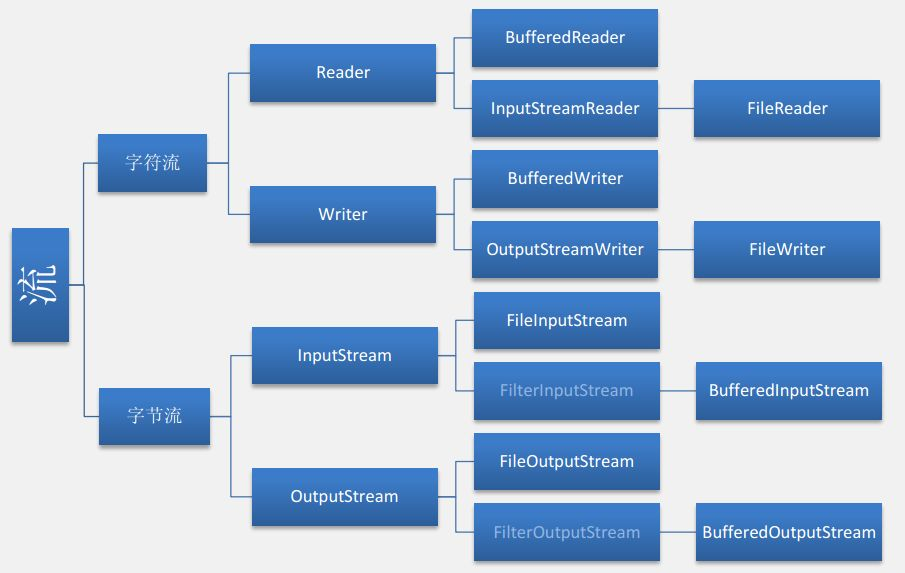 流
字符流
Reader
BufferedReader
InputStreamReader
FileReader
Writer
BufferedWriter
OutputStreamWriter
FileWriter
字节流
InputStream
FileInputStream
FilterInputStream
BufferedInputStream
OutputStream
FileOutputStream
FilterOutputStream
BufferedOutputStream